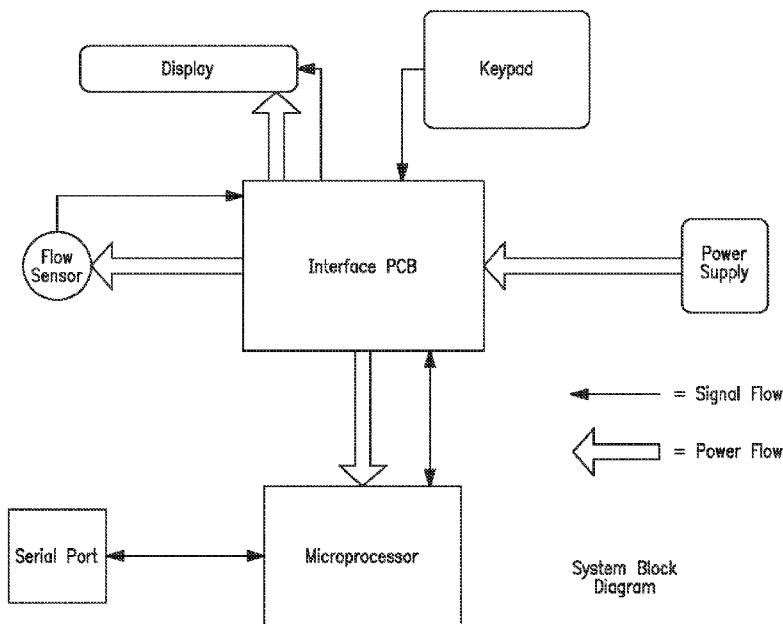 Display
Keypad
Flow
Sensor
Interface PCB
Power
Supply
= Signal Flow
= Power Flow
Serial Port
Microprocessor
System Block
Diagram